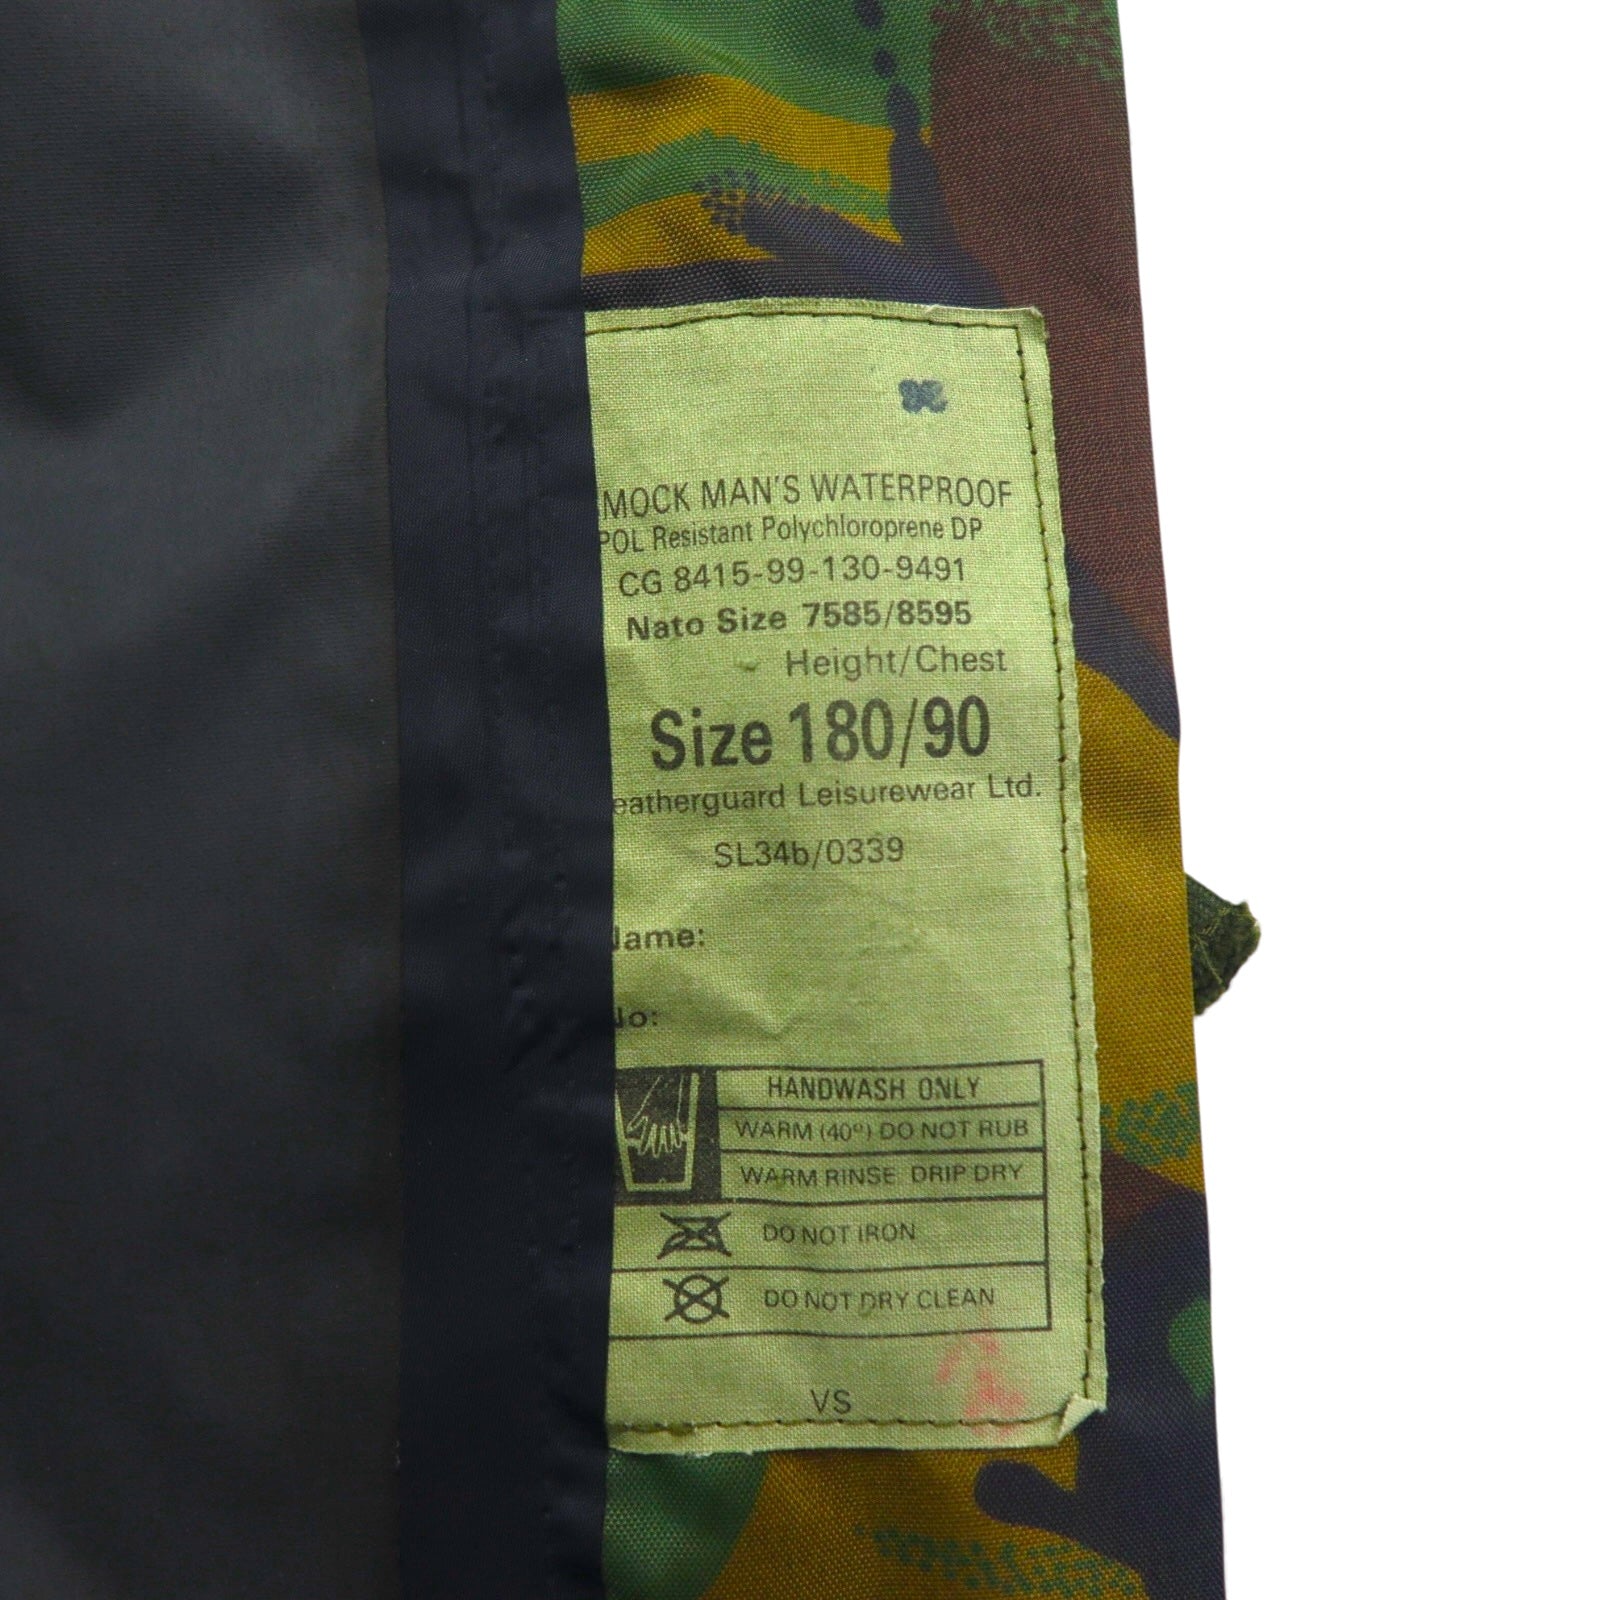 MOCK MAN'S WATERPROOF
POL Resistant Polychloroprene DP
CG 8415-99-130-9491
Nato Size 7585/8595
Height/Chest
Size 180/90
eatherguard Leisurewear Ltd.
SL34b/0339
ame:
o:
HANDWASH ONLY
WARM (40º) DO NOT RUB
WARM RINSE DRIP DRY
DO NOT IRON
DO NOT DRY CLEAN
VS